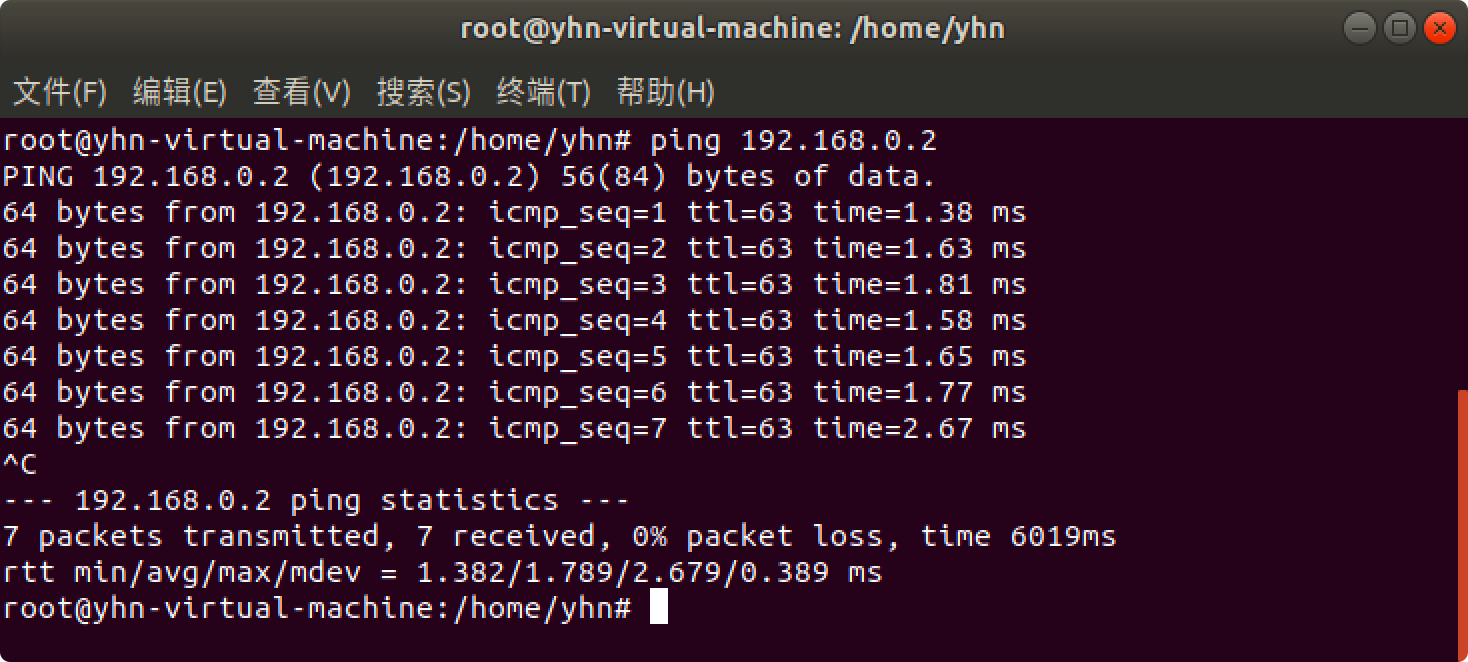 root@yhn-virtual-machine: /home/yhn
文件(F) 编辑(E) 查看(V) 搜索(S) 终端(T) 帮助(H)
root@yhn-virtual-machine:/home/yhn# ping 192.168.0.2
PING 192.168.0.2 (192.168.0.2) 56(84) bytes of data.
64 bytes from 192.168.0.2: icmp_seq=1 ttl=63 time=1.38 ms
64 bytes from 192.168.0.2: icmp_seq=2 ttl=63 time=1.63 ms
64 bytes from 192.168.0.2: icmp_seq=3 ttl=63 time=1.81 ms
64 bytes from 192.168.0.2: icmp_seq=4 ttl=63 time=1.58 ms
64 bytes from 192.168.0.2: icmp_seq=5 ttl=63 time=1.65 ms
64 bytes from 192.168.0.2: icmp_seq=6 ttl=63 time=1.77 ms
64 bytes from 192.168.0.2: icmp_seq=7 ttl=63 time=2.67 ms
^C
--- 192.168.0.2 ping statistics ---
7 packets transmitted, 7 received, 0% packet loss, time 6019ms
rtt min/avg/max/mdev = 1.382/1.789/2.679/0.389 ms
root@yhn-virtual-machine:/home/yhn#